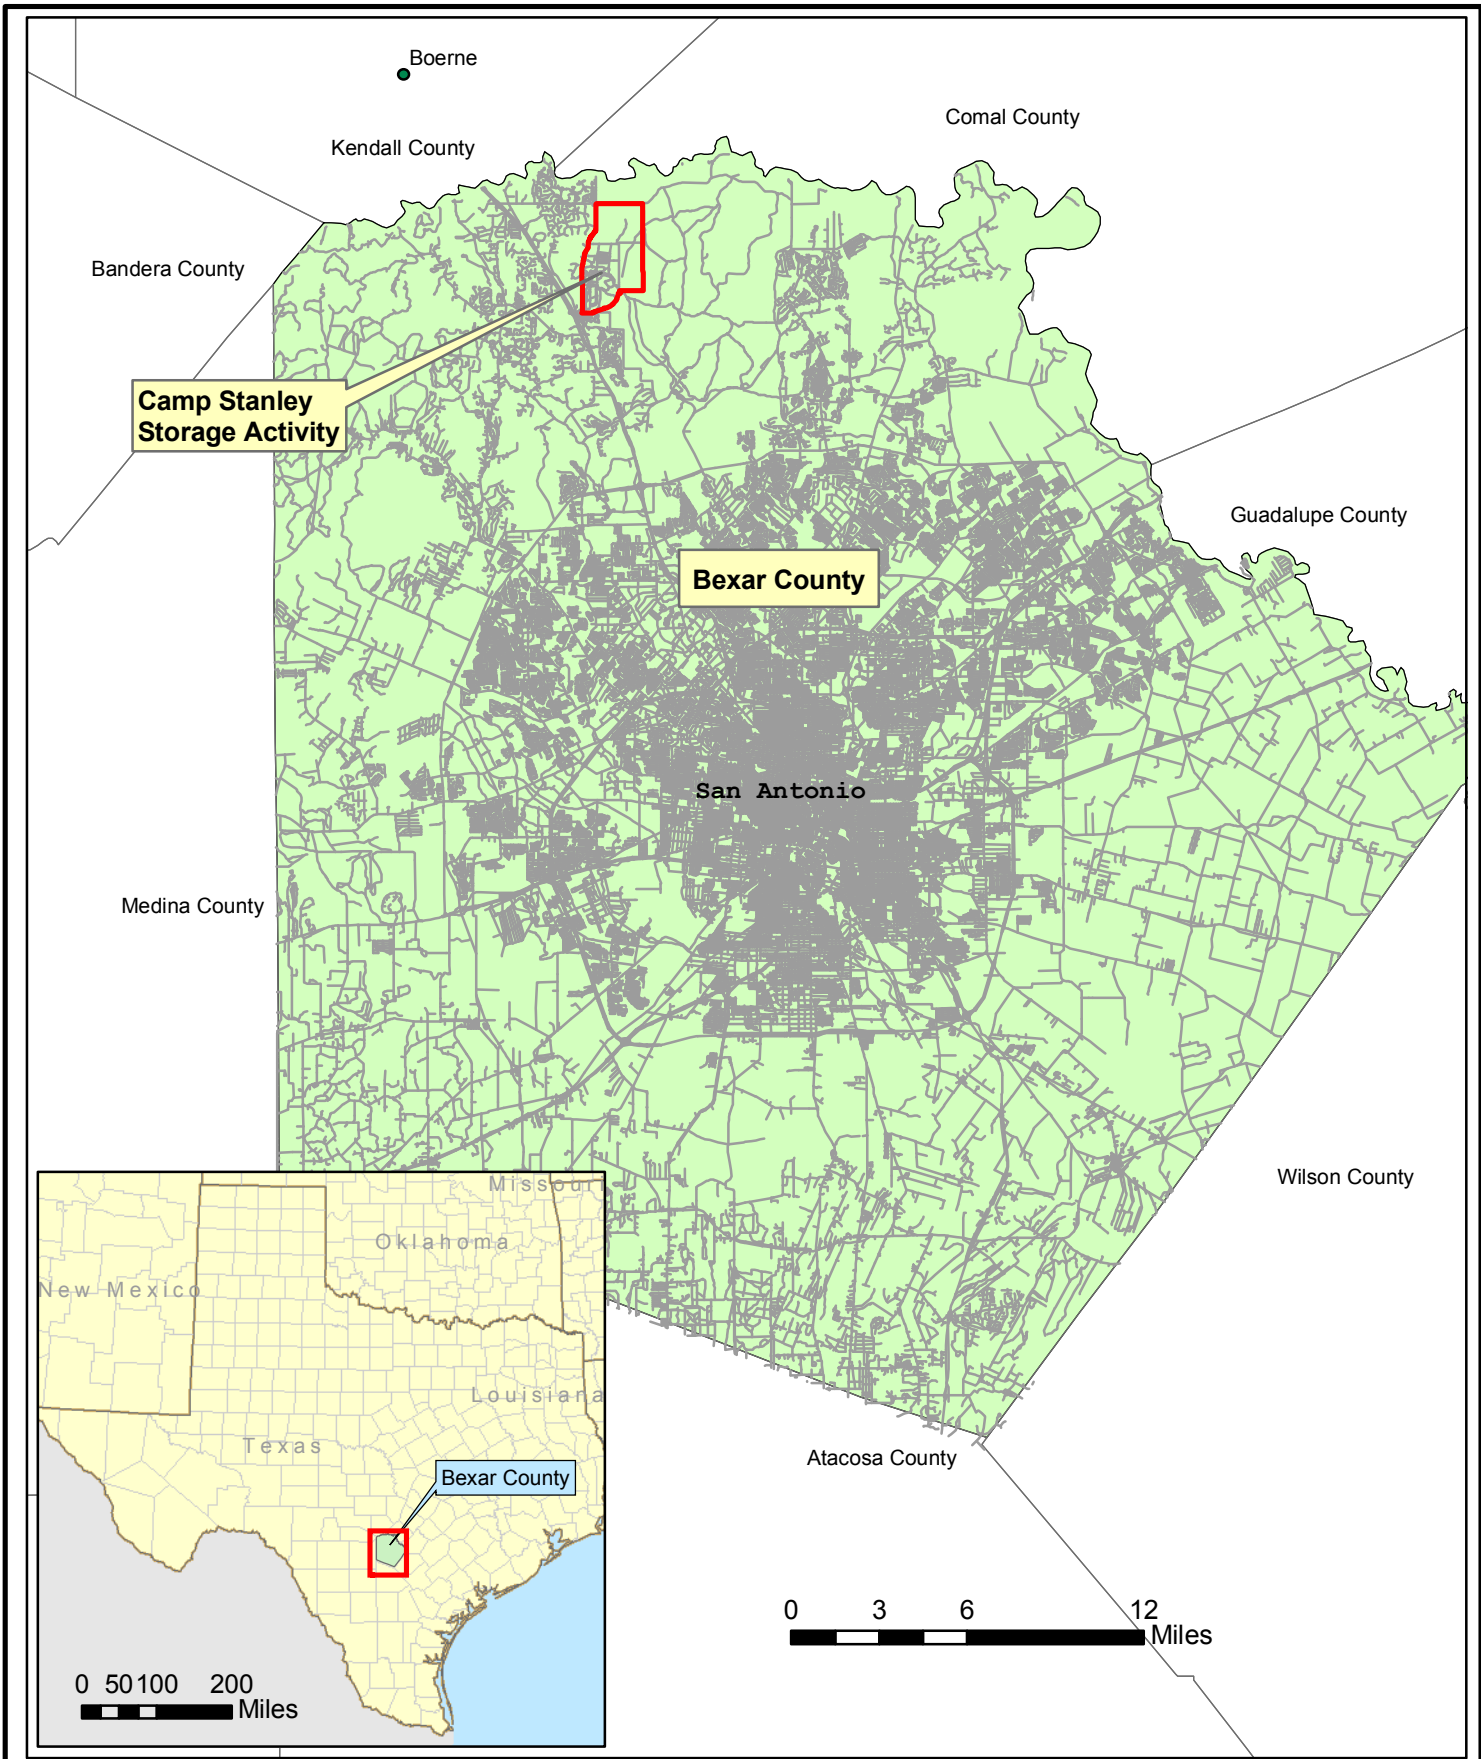 Boerne
Comal County
Kendall County
Bandera County
Camp Stanley
Storage Activity
Guadalupe County
Bexar County
San Antonio
Medina County
Wilson County
Missour
Oklahoma
New Mexico
Louisiana
Texas
Atacosa County
Bexar County
0 3 6 12
Miles
0 50 100 200
Miles